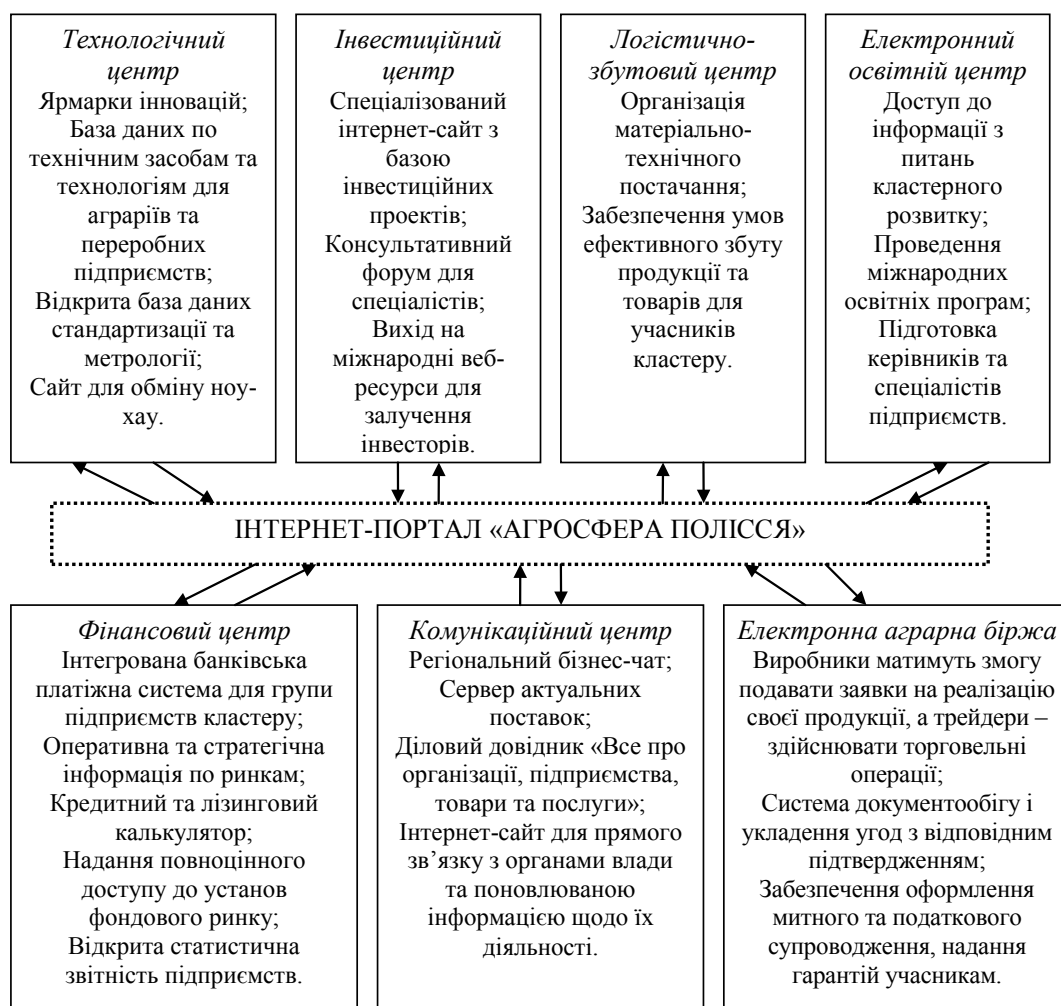 Технологічний
центр
Ярмарки інновацій;
База даних по
технічним засобам та
технологіям для
аграріїв та
переробних
підприємств;
Відкрита база даних
стандартизації та
метрології;
Сайт для обміну ноу-
хау.
Інвестиційний
центр
Спеціалізований
інтернет-сайт з
базою
інвестиційних
проектів;
Консультативний
форум для
спеціалістів;
Вихід на
міжнародні веб-
ресурси для
залучення
інвесторів.
Логістично-
збутовий центр
Організація
матеріально-
технічного
постачання;
Забезпечення умов
ефективного збуту
продукції та
товарів для
учасників
кластеру.
Електронний
освітній центр
Доступ до
інформації з
питань
кластерного
розвитку;
Проведення
міжнародних
освітніх програм;
Підготовка
керівників та
спеціалістів
підприємств.
ІНТЕРНЕТ-ПОРТАЛ «АГРОСФЕРА ПОЛІССЯ»
Фінансовий центр
Інтегрована банківська
платіжна система для групи
підприємств кластеру;
Оперативна та стратегічна
інформація по ринкам;
Кредитний та лізинговий
калькулятор;
Надання повноцінного
доступу до установ
фондового ринку;
Відкрита статистична
звітність підприємств.
Комунікаційний центр
Регіональний бізнес-чат;
Сервер актуальних
поставок;
Діловий довідник «Все про
організації, підприємства,
товари та послуги»;
Інтернет-сайт для прямого
зв’язку з органами влади
та поновлюваною
інформацією щодо їх
діяльності.
Електронна аграрна біржа
Виробники матимуть змогу
подавати заявки на реалізацію
своєї продукції, а трейдери –
здійснювати торговельні
операції;
Система документообігу і
укладення угод з відповідним
підтвердженням;
Забезпечення оформлення
митного та податкового
супроводження, надання
гарантій учасникам.